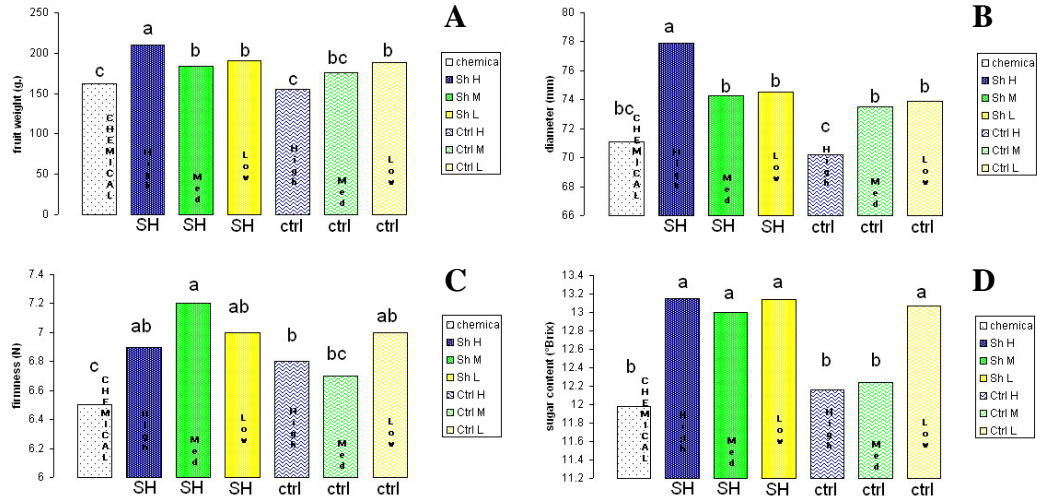 A
fruit weight (g.)
250
200
150
100
50
0
c
a
b
b
c
bc
b
CHEMICAL
High
Med
Low
High
Med
Low
SH
SH
SH
ctrl
ctrl
ctrl
chemica
Sh H
Sh M
Sh L
Ctrl H
Ctrl M
Ctrl L
B
diameter (mm)
80
78
76
74
72
70
68
66
bc
a
b
b
c
b
b
CHEMICAL
High
Med
Low
High
Med
Low
SH
SH
SH
ctrl
ctrl
ctrl
chemica
Sh H
Sh M
Sh L
Ctrl H
Ctrl M
Ctrl L
C
firmness (N)
7.4
7.2
7
6.8
6.6
6.4
6.2
6
c
ab
a
ab
b
bc
ab
CHEMICAL
High
Med
Low
High
Med
Low
SH
SH
SH
ctrl
ctrl
ctrl
chemica
Sh H
Sh M
Sh L
Ctrl H
Ctrl M
Ctrl L
D
sugar content (°Brix)
13.4
13.2
13
12.8
12.6
12.4
12.2
12
11.8
11.6
11.4
11.2
b
a
a
a
b
b
a
CHEMICAL
High
Med
Low
High
Med
Low
SH
SH
SH
ctrl
ctrl
ctrl
chemica
Sh H
Sh M
Sh L
Ctrl H
Ctrl M
Ctrl L